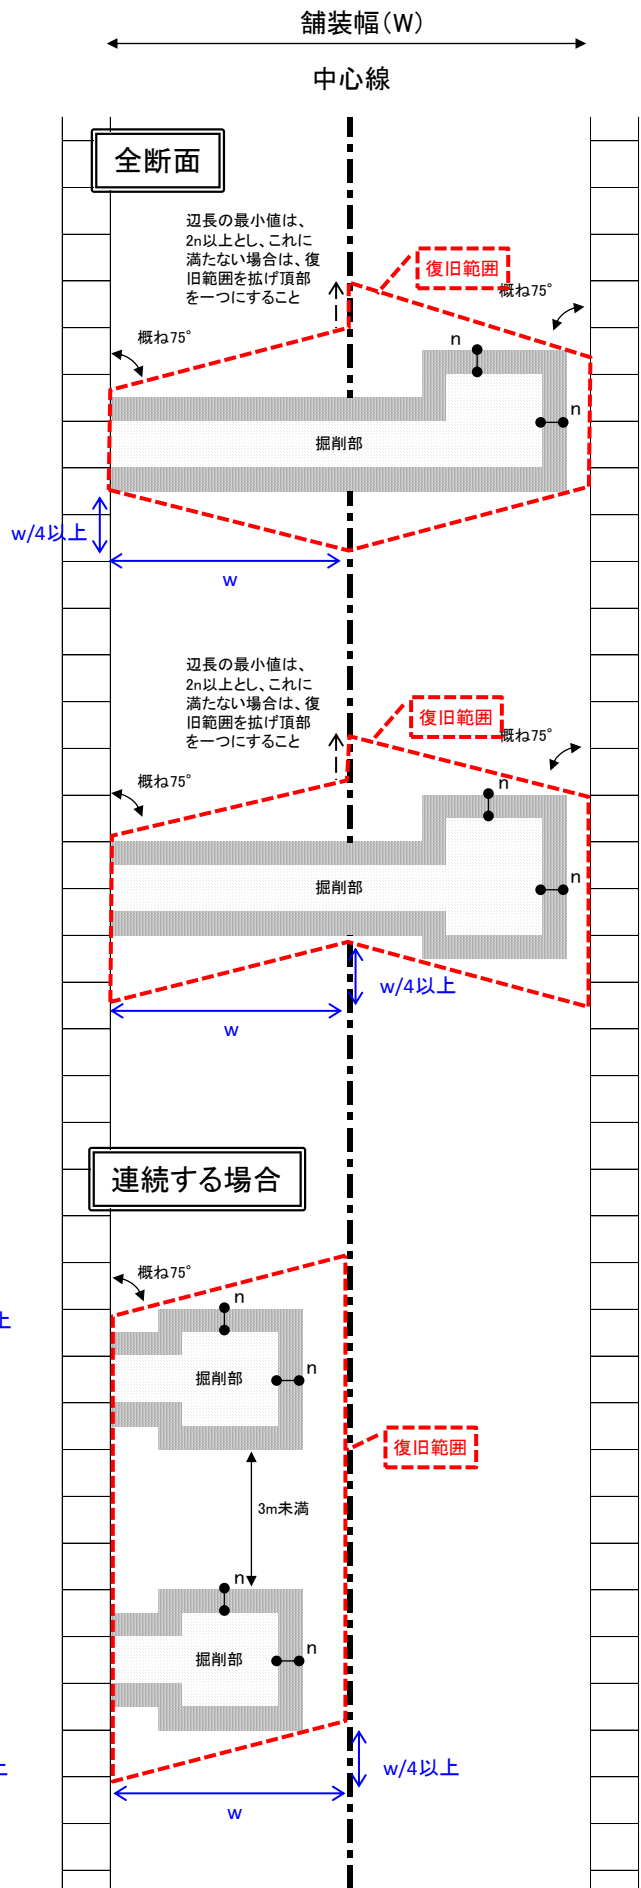 舗装幅(W)
中心線
全断面
辺長の最小値は、
2n以上とし、これに
満たない場合は、復
旧範囲を拡げ頂部
を一つにすること
復旧範囲
概ね75°
概ね75°
n
n
掘削部
w/4以上
w
辺長の最小値は、
2n以上とし、これに
満たない場合は、復
旧範囲を拡げ頂部
を一つにすること
復旧範囲
概ね75°
概ね75°
n
n
掘削部
w/4以上
w
連続する場合
概ね75°
n
上
n
掘削部
復旧範囲
3m未満
n
n
掘削部
上
w/4以上
w